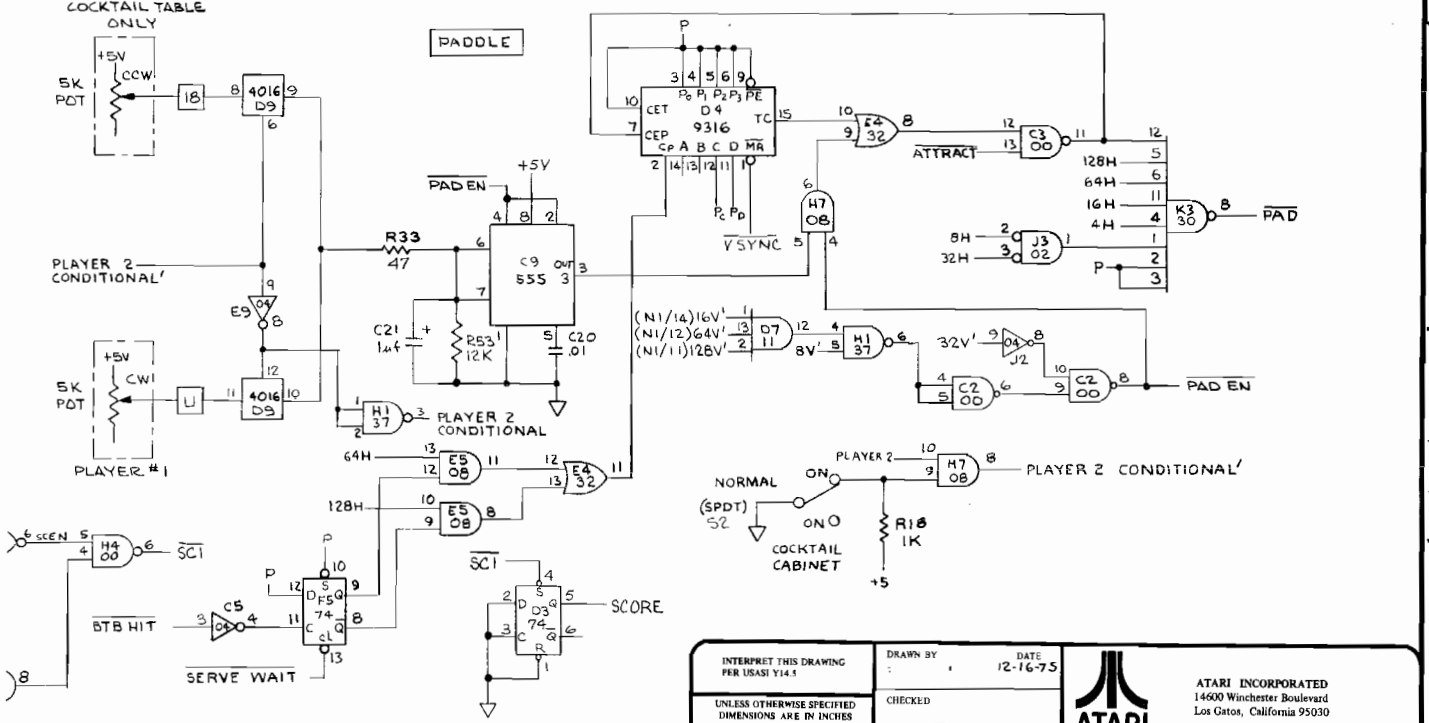 COCKTAIL TABLE
ONLY
+5V
CCW
5K
POT
18
8
4016
D9
9
6
PADDLE
P
3 4 5 6 9
P0 P1 P2 P3 PE
10 CET
7 CEP
D4
9316
TC 15
CP A B C D MR
2 14 13 12 11 1
PC PD
VSYNC
10
9
E4
32
8
ATTRACT
12
13
C3
00
11
12
128H 5
64H 6
16H 11
4H 4
8H 2
32H 3
J3
02
1
1
P
2
3
K3
30
8
PAD
6
H7
08
5 4
PAD EN
+5V
4 8 2
R33
47
6
7
C9
555
OUT
3
3
1
5
C21
1uf
+
R53
12K
C20
.01
PLAYER 2
CONDITIONAL'
9
E9
04
8
+5V
CW
5K
POT
U
11
12
4016
D9
10
PLAYER #1
1
2
H1
37
3
PLAYER 2
CONDITIONAL
(N1/14)16V' 1
(N1/12)64V' 13
(N1/11)128V' 2
D7
11
12
4
8V' 5
H1
37
6
4
5
C2
00
6
32V' 9
04
8
J2
10
9
C2
00
8
PAD EN
64H 13
12
E5
08
11
128H 10
9
E5
08
8
12
13
E4
32
11
PLAYER 2
10
9
H7
08
8
PLAYER 2 CONDITIONAL'
NORMAL
(SPDT)
S2
ON
ON
COCKTAIL
CABINET
R18
1K
+5
6 SCEN 5
4
H4
00
6
SC1
8
P
10
P
12
D S Q
F5
74
9
BTB HIT
3
C5
04
4
11
C Q
cl
8
13
SERVE WAIT
SC1
4
2
D S Q
D3
74
5
SCORE
3
C Q
6
R
1
INTERPRET THIS DRAWING
PER USASI Y14.5
UNLESS OTHERWISE SPECIFIED
DIMENSIONS ARE IN INCHES
DRAWN BY
DATE
12-16-75
CHECKED
ATARI
ATARI INCORPORATED
14600 Winchester Boulevard
Los Gatos, California 95030